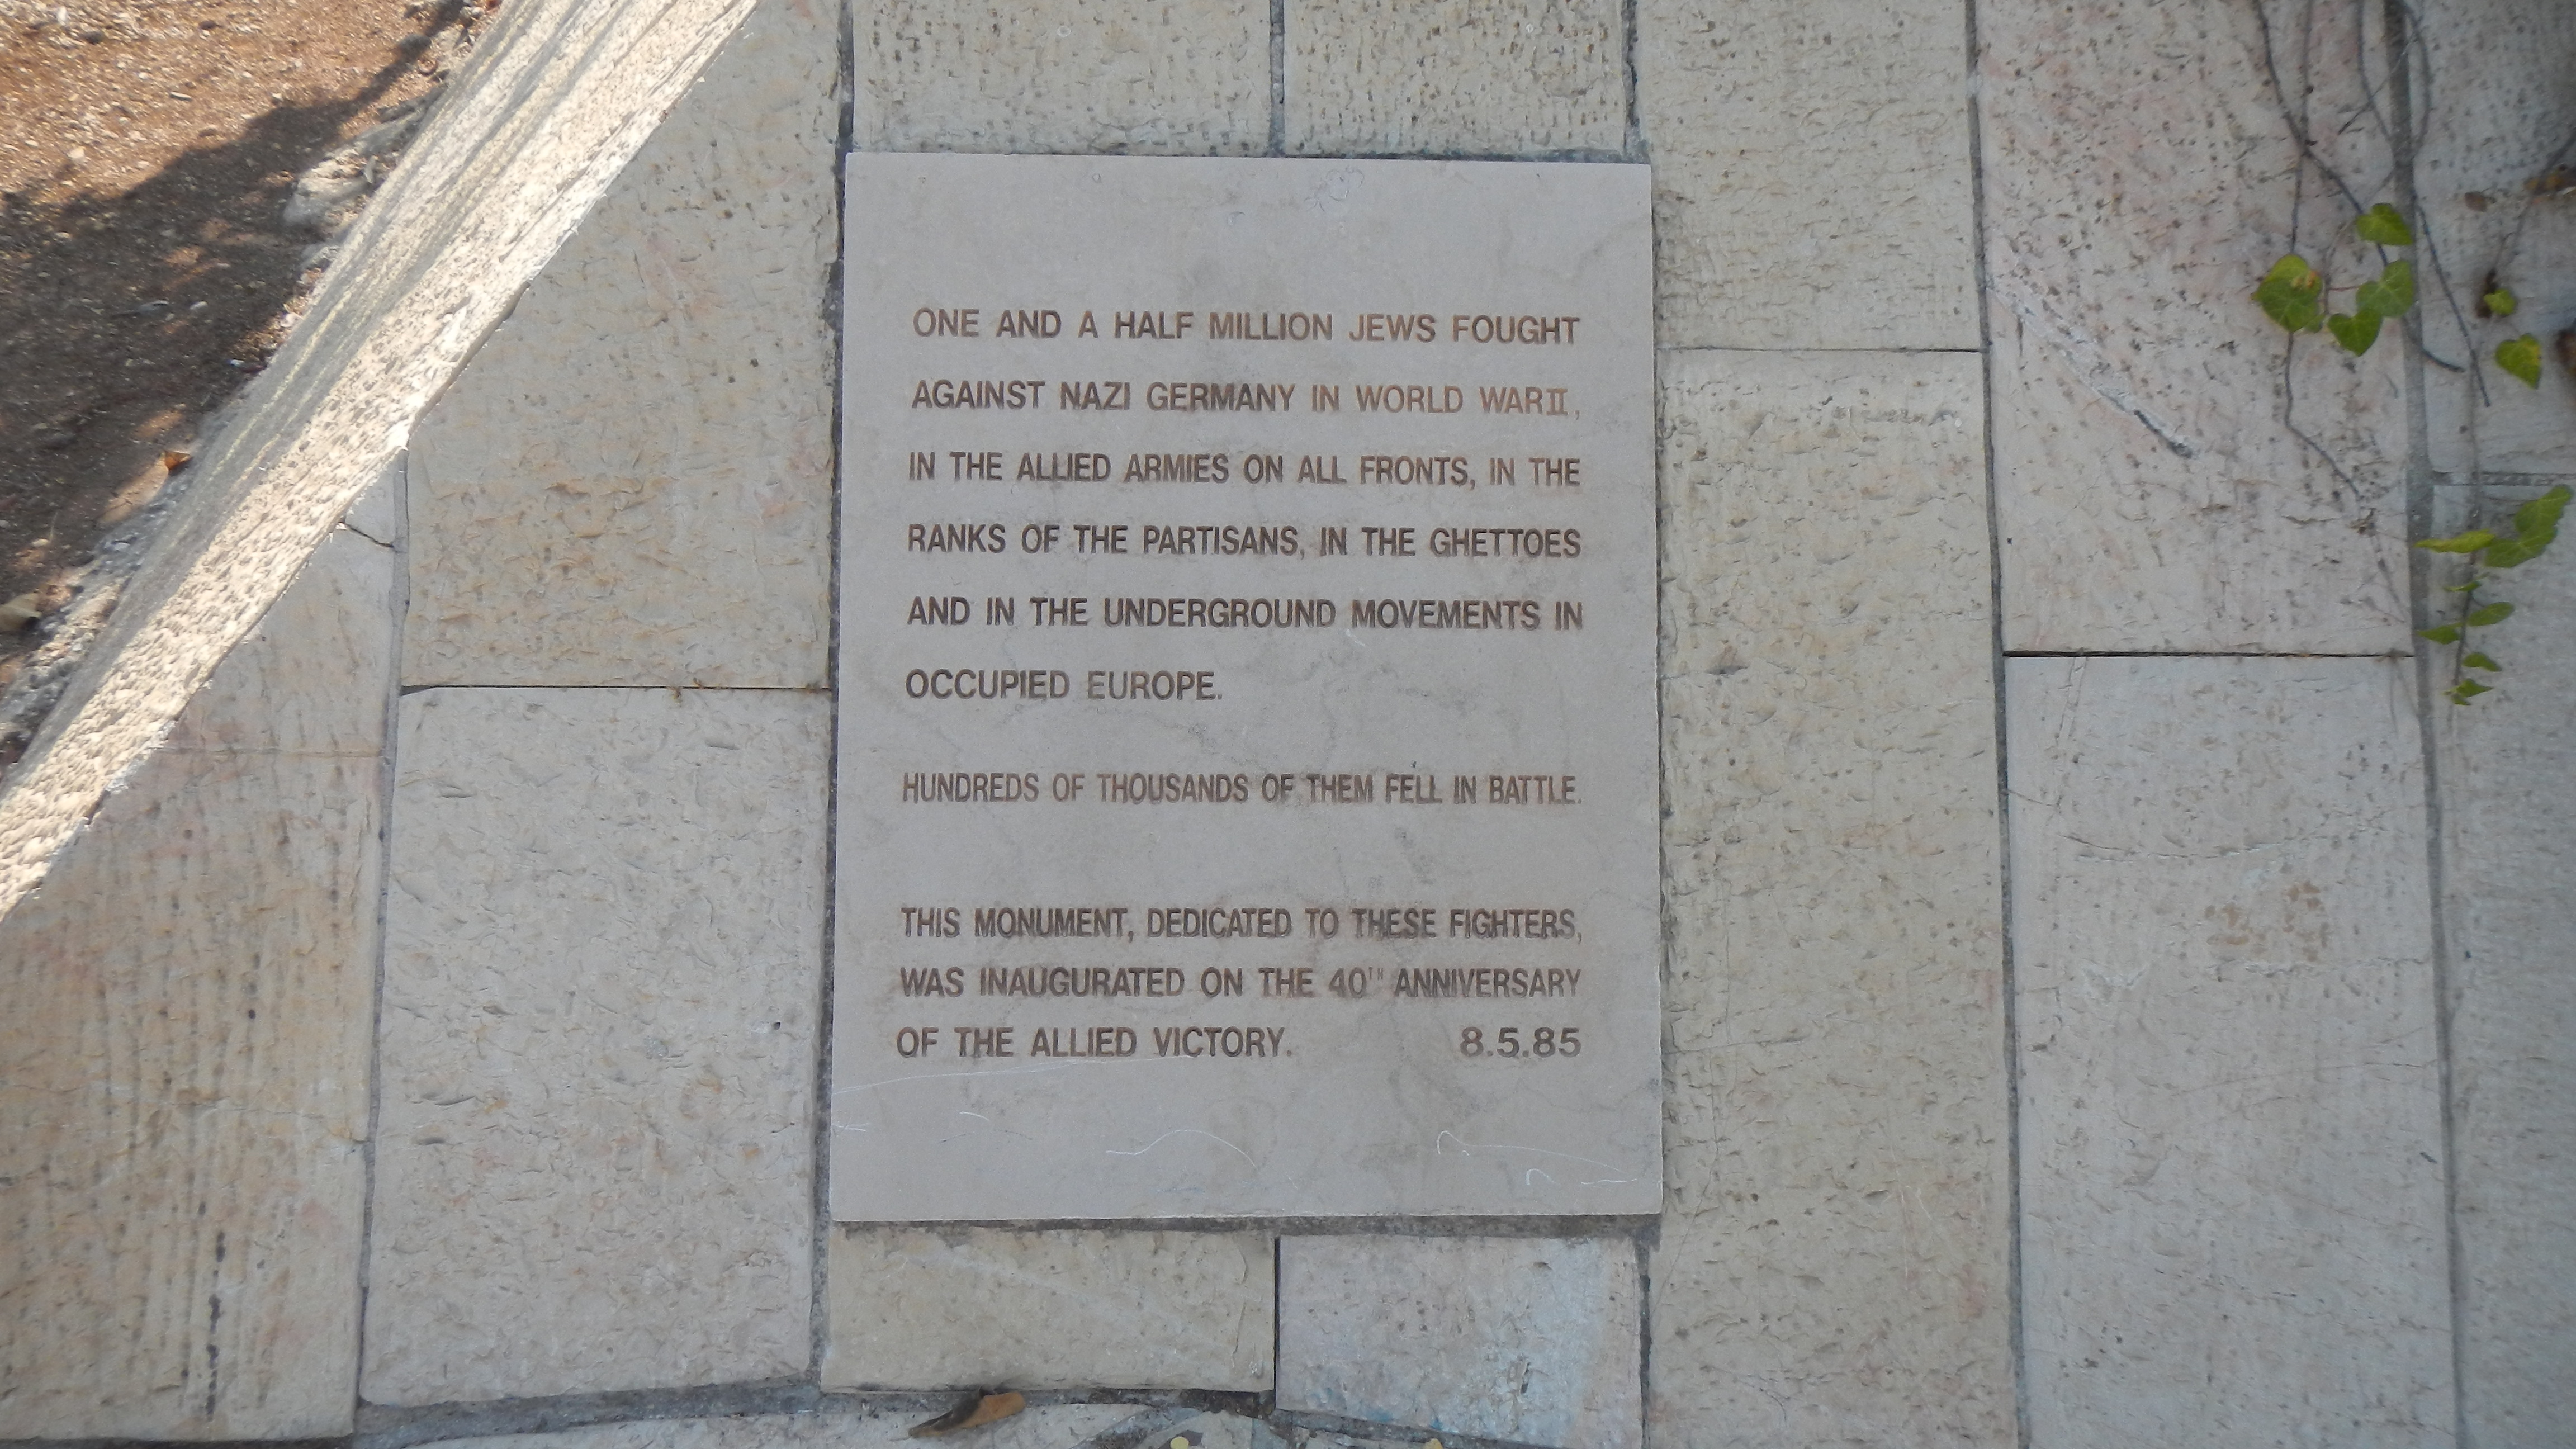 ONE AND A HALF MILLION JEWS FOUGHT
AGAINST NAZI GERMANY IN WORLD WAR II,
IN THE ALLIED ARMIES ON ALL FRONTS, IN THE
RANKS OF THE PARTISANS, IN THE GHETTOES
AND IN THE UNDERGROUND MOVEMENTS IN
OCCUPIED EUROPE.
HUNDREDS OF THOUSANDS OF THEM FELL IN BATTLE.
THIS MONUMENT, DEDICATED TO THESE FIGHTERS,
WAS INAUGURATED ON THE 40TH ANNIVERSARY
OF THE ALLIED VICTORY. 8.5.85